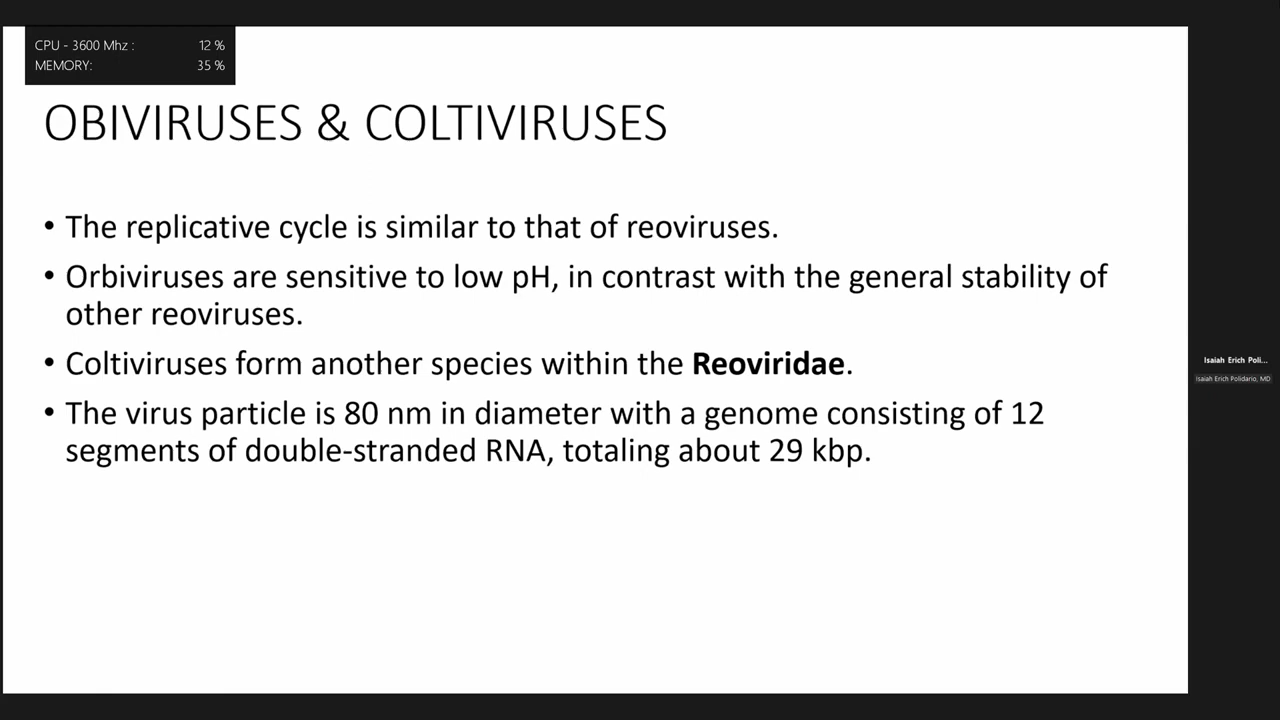 CPU - 3600 Mhz : 12 %
MEMORY: 35 %
OBIVIRUSES & COLTIVIRUSES
• The replicative cycle is similar to that of reoviruses.
• Orbiviruses are sensitive to low pH, in contrast with the general stability of
other reoviruses.
• Coltiviruses form another species within the Reoviridae.
• The virus particle is 80 nm in diameter with a genome consisting of 12
segments of double-stranded RNA, totaling about 29 kbp.
Isaiah Erich Poli...
Isaiah Erich Polidario, MD